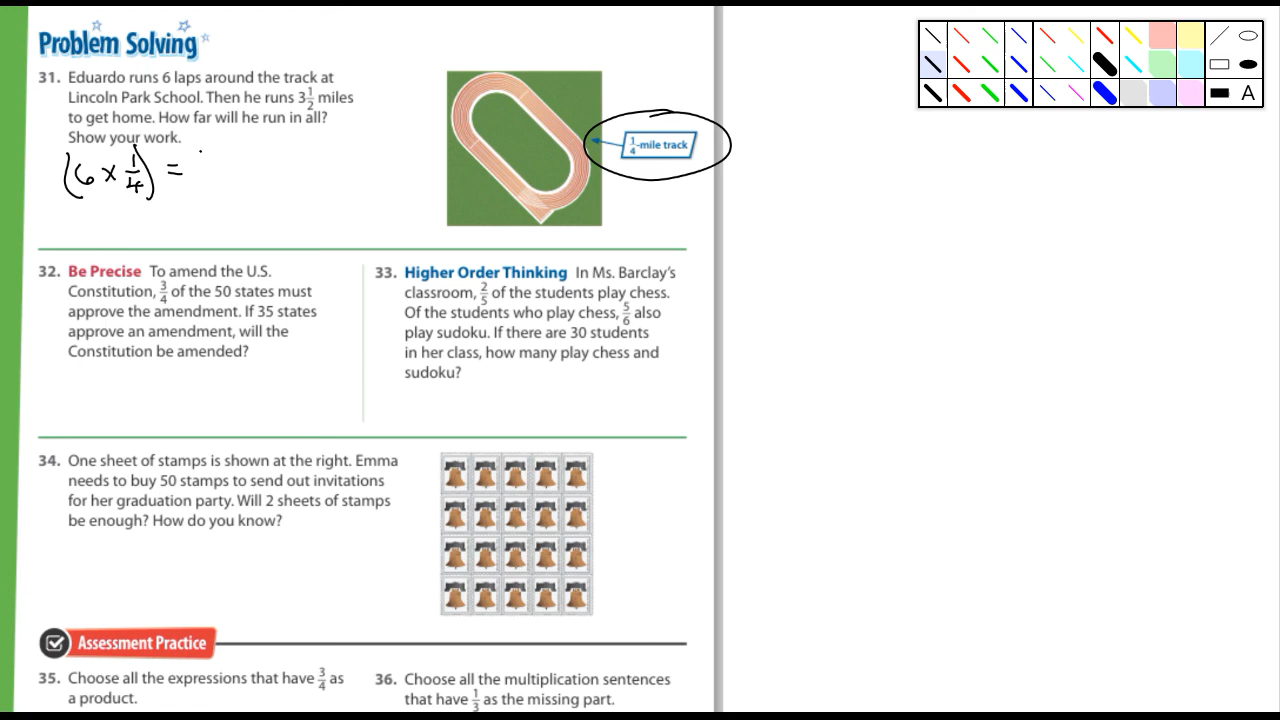 Problem Solving
31. Eduardo runs 6 laps around the track at
Lincoln Park School. Then he runs 3 1/2 miles
to get home. How far will he run in all?
Show your work.
(6 × 1/4) =
1/4-mile track
32. Be Precise To amend the U.S.
Constitution, 3/4 of the 50 states must
approve the amendment. If 35 states
approve an amendment, will the
Constitution be amended?
33. Higher Order Thinking In Ms. Barclay's
classroom, 2/5 of the students play chess.
Of the students who play chess, 5/6 also
play sudoku. If there are 30 students
in her class, how many play chess and
sudoku?
34. One sheet of stamps is shown at the right. Emma
needs to buy 50 stamps to send out invitations
for her graduation party. Will 2 sheets of stamps
be enough? How do you know?
Assessment Practice
35. Choose all the expressions that have 3/4 as
a product.
36. Choose all the multiplication sentences
that have 1/3 as the missing part.
A